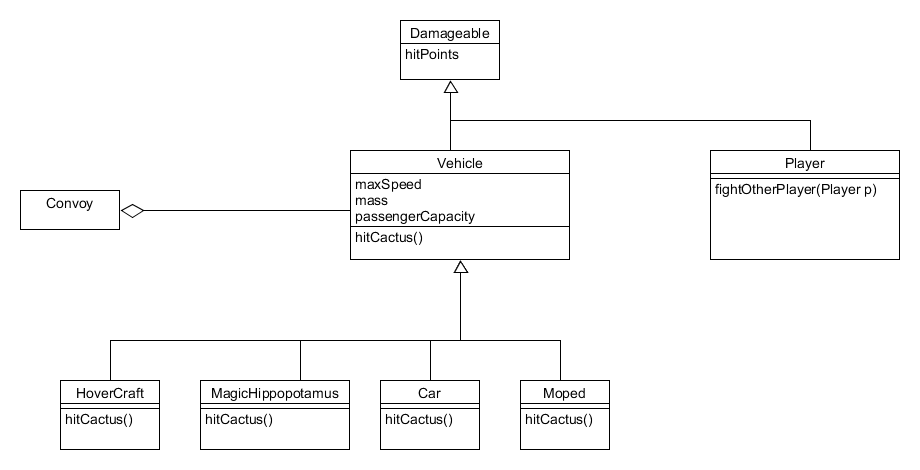 Damageable
hitPoints
Vehicle
maxSpeed
mass
passengerCapacity
hitCactus()
Player
fightOtherPlayer(Player p)
Convoy
HoverCraft
hitCactus()
MagicHippopotamus
hitCactus()
Car
hitCactus()
Moped
hitCactus()